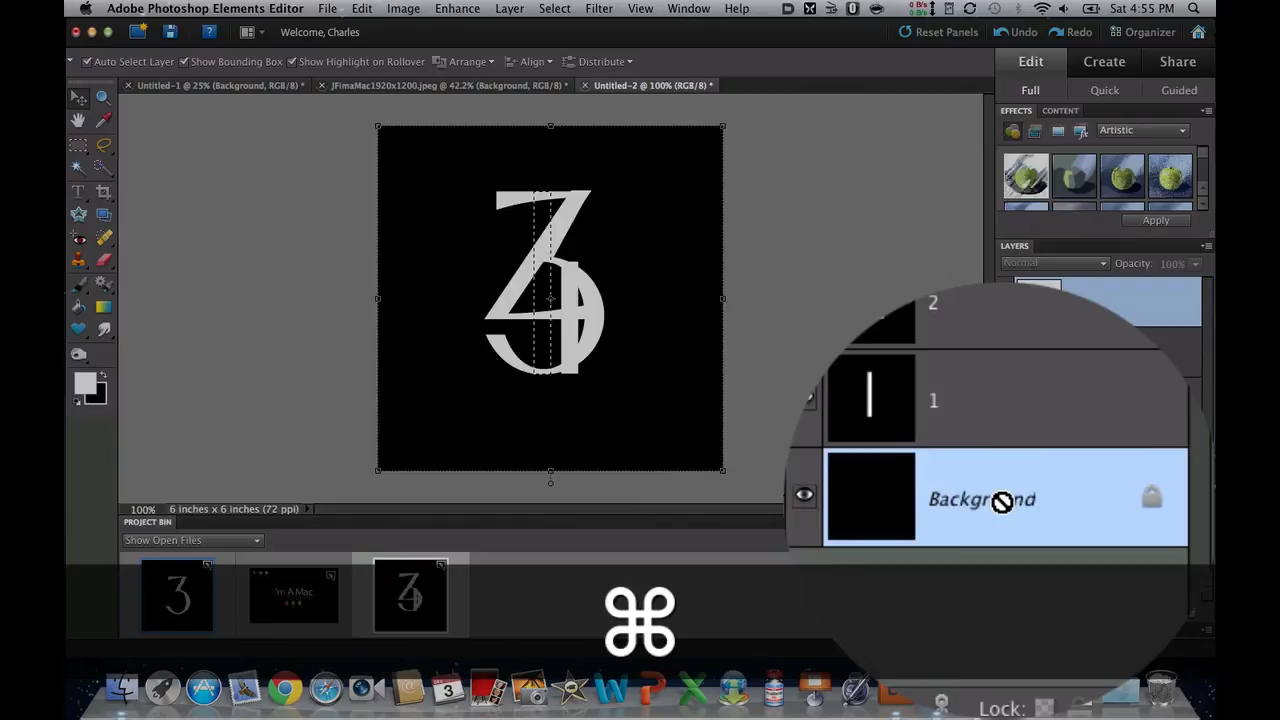 Adobe Photoshop Elements Editor File Edit Image Enhance Layer Select Filter View Window Help Sat 4:55 PM
Welcome, Charles Reset Panels Undo Redo Organizer
Auto Select Layer Show Bounding Box Show Highlight on Rollover Arrange Align Distribute
Edit Create Share
Untitled-1 @ 25% (Background, RGB/8) * JFimaMac1920x1200.jpeg @ 42.2% (Background, RGB/8) * Untitled-2 @ 100% (RGB/8) *
Full Quick Guided
EFFECTS CONTENT
Artistic
Apply
LAYERS
Normal Opacity: 100%
2
1
Background
100% 6 inches x 6 inches (72 ppi)
PROJECT BIN
Show Open Files
3 I'm A Mac
⌘
Lock: